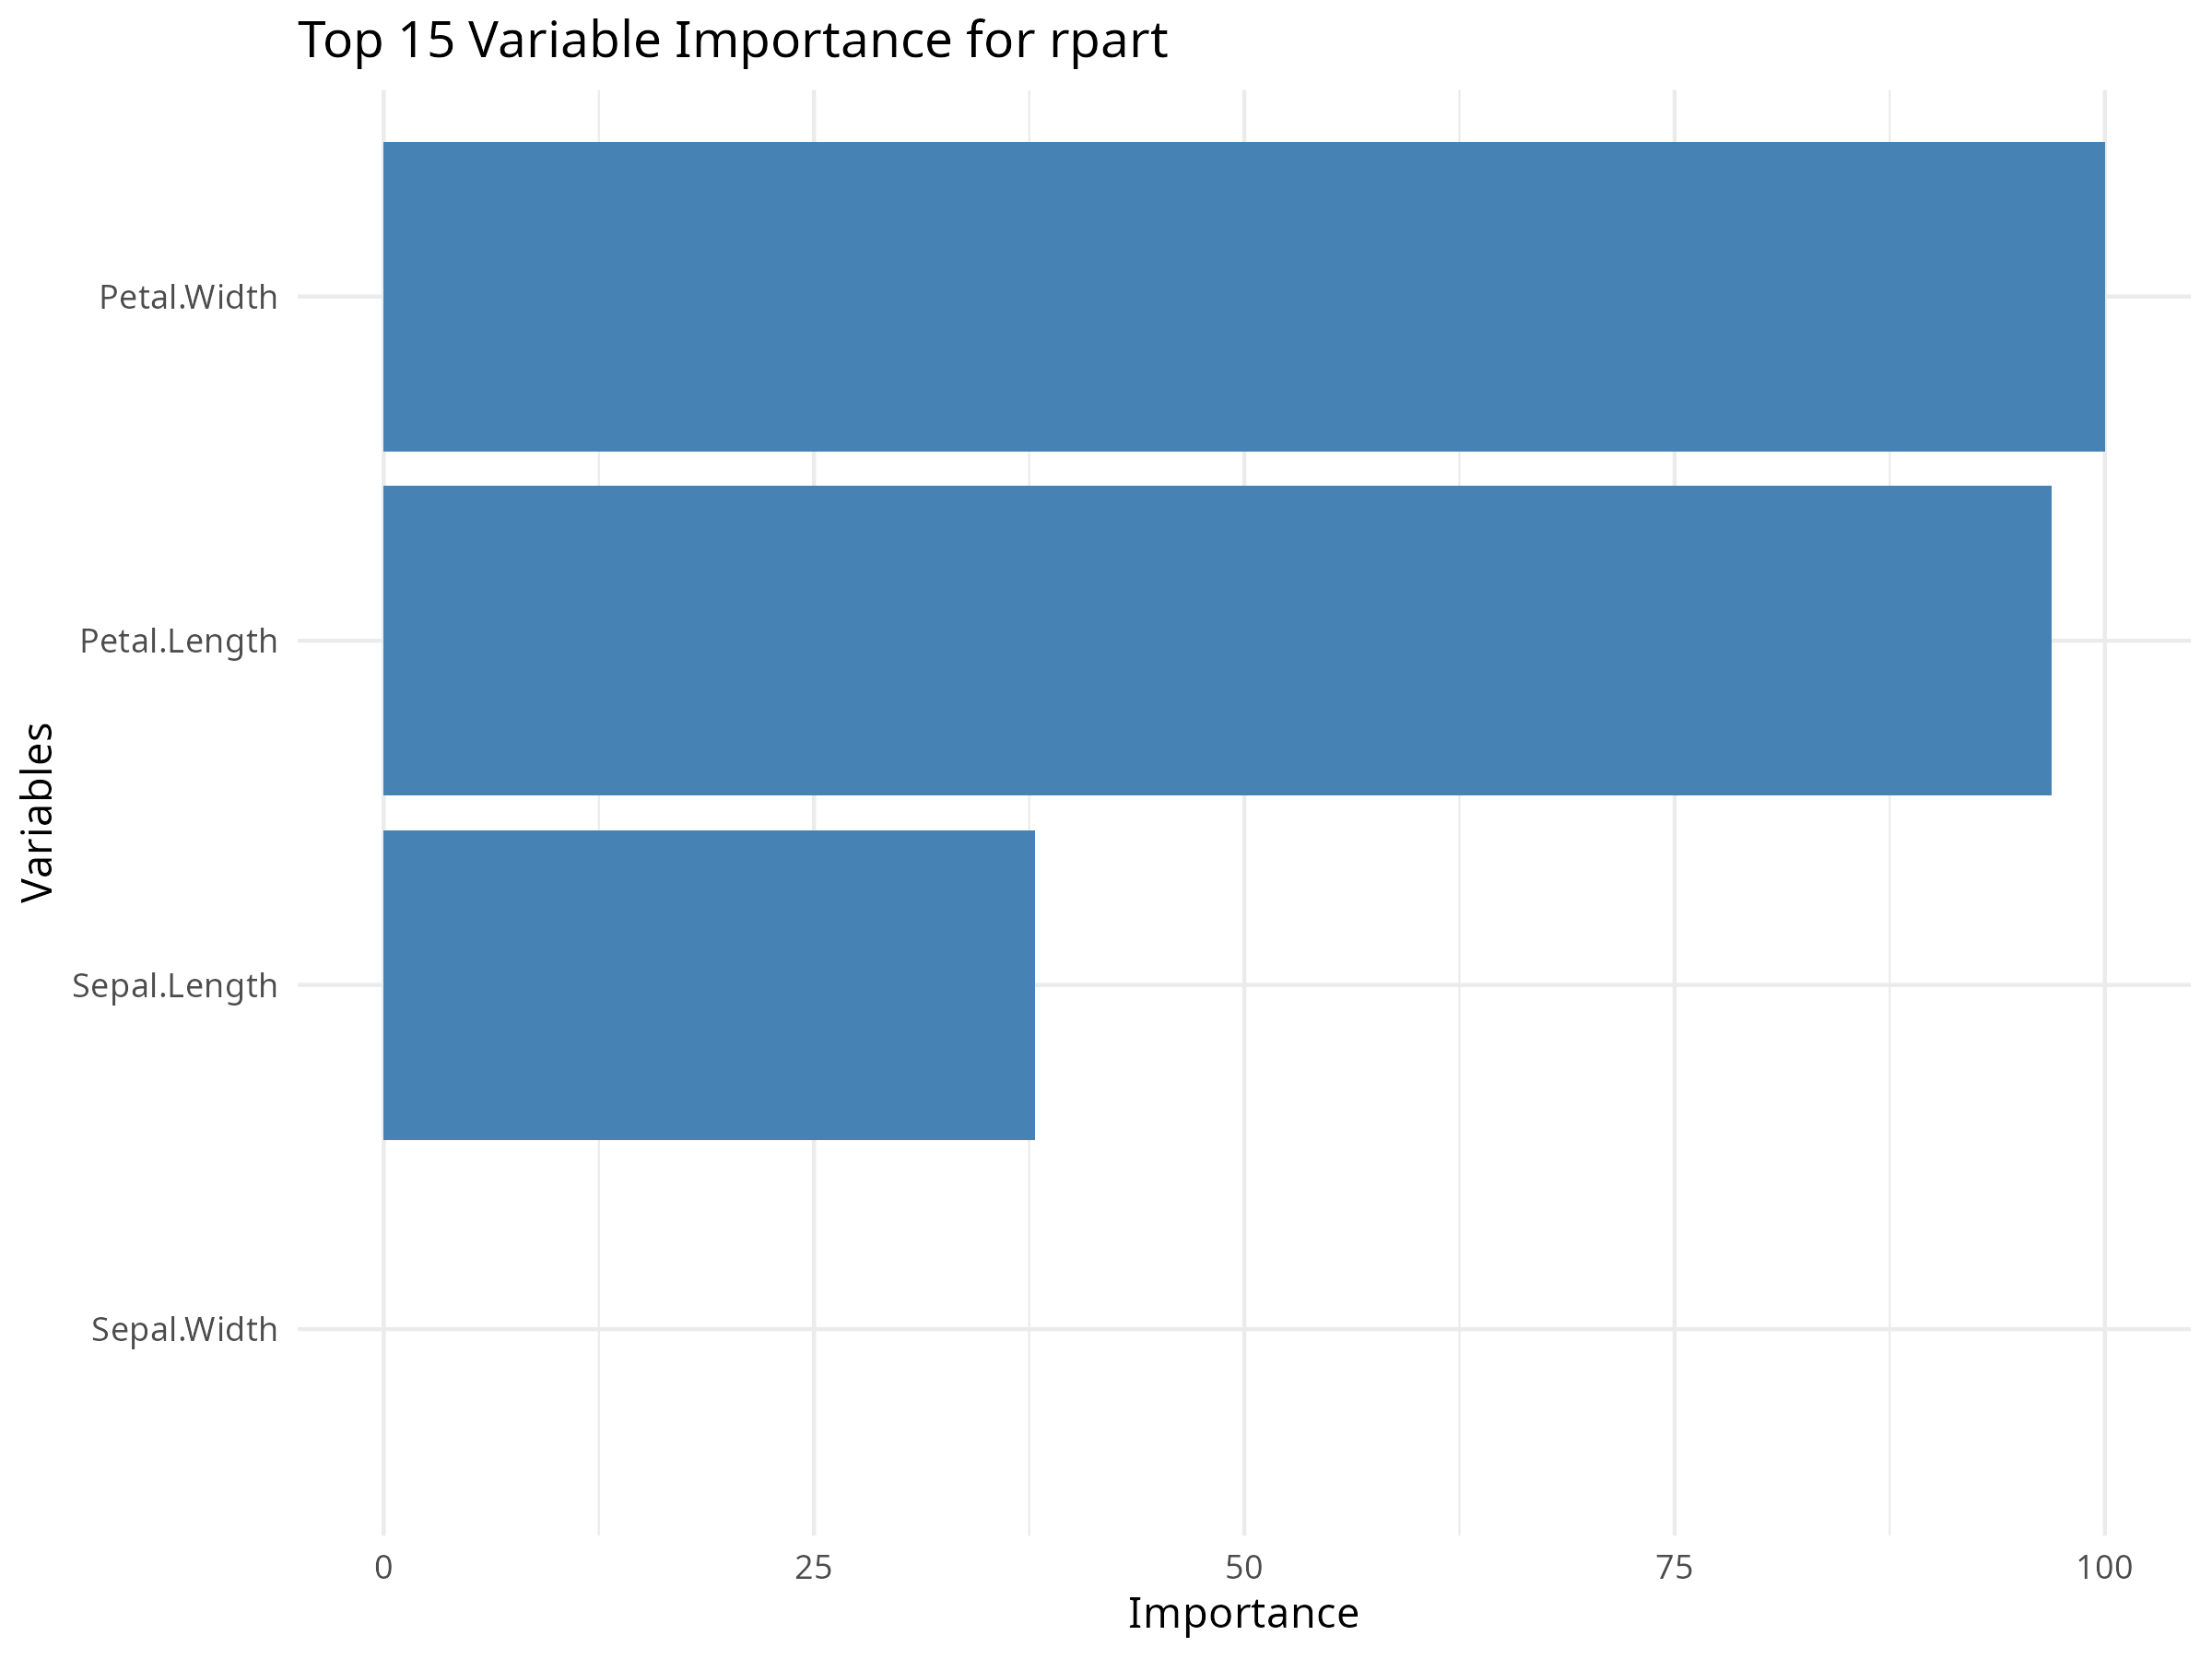 Top 15 Variable Importance for rpart
Petal.Width
Petal.Length
Sepal.Length
Sepal.Width
Variables
0 25 50 75 100
Importance